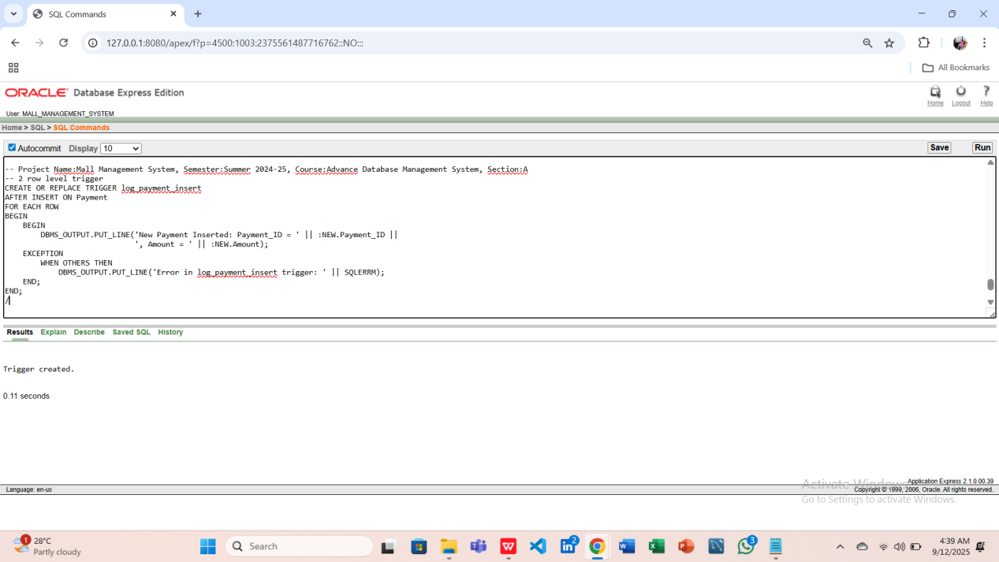 SQL Commands
127.0.0.1:8080/apex/f?p=4500:1003:2375561487716762::NO:::
All Bookmarks
ORACLE Database Express Edition
Home Logout Help
User: MALL_MANAGEMENT_SYSTEM
Home > SQL > SQL Commands
Autocommit Display 10 Save Run
-- Project Name:Mall Management System, Semester:Summer 2024-25, Course:Advance Database Management System, Section:A
-- 2 row level trigger
CREATE OR REPLACE TRIGGER log_payment_insert
AFTER INSERT ON Payment
FOR EACH ROW
BEGIN
    BEGIN
        DBMS_OUTPUT.PUT_LINE('New Payment Inserted: Payment_ID = ' || :NEW.Payment_ID ||
                             ', Amount = ' || :NEW.Amount);
    EXCEPTION
        WHEN OTHERS THEN
            DBMS_OUTPUT.PUT_LINE('Error in log_payment_insert trigger: ' || SQLERRM);
    END;
END;
/
Results Explain Describe Saved SQL History
Trigger created.
0.11 seconds
Activate Windows
Go to Settings to activate Windows.
Application Express 2.1.0.00.39
Language: en-us Copyright © 1999, 2006, Oracle. All rights reserved.
1
28°C
Partly cloudy
Search
W
in
2
W
X
P
3
4:39 AM
9/12/2025